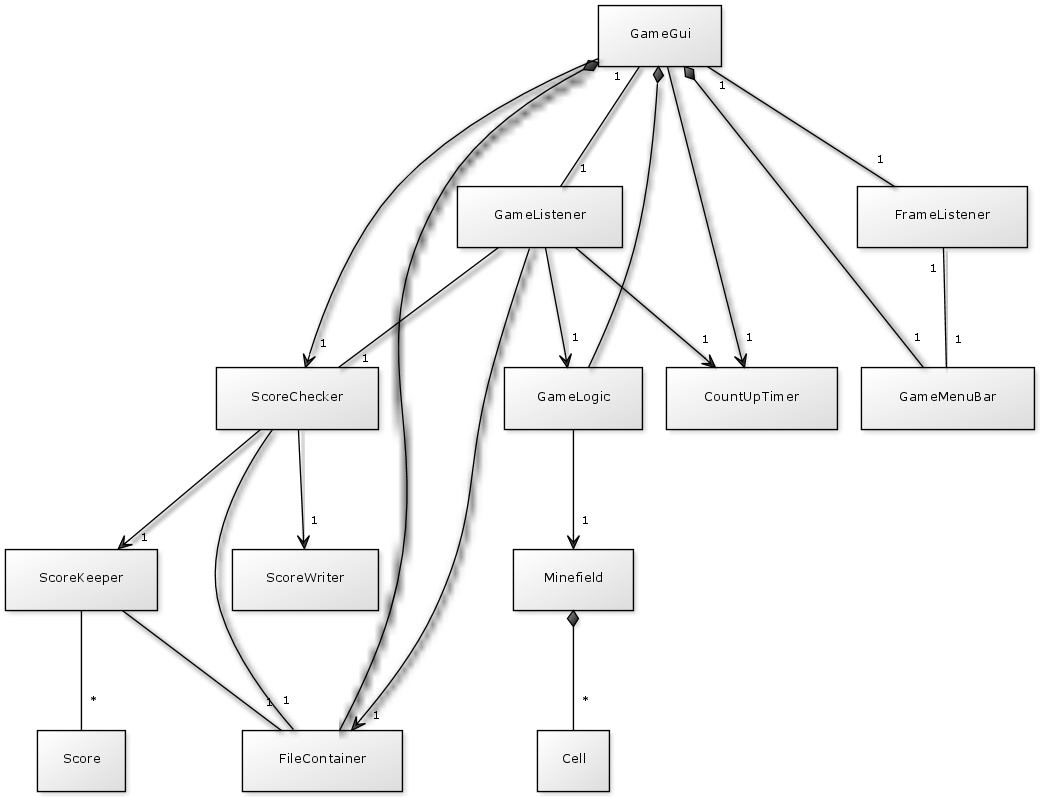 GameGui
1
1
1
1
GameListener
FrameListener
1
1
1
1
1
1
1
1
ScoreChecker
GameLogic
CountUpTimer
GameMenuBar
1
1
1
ScoreKeeper
ScoreWriter
Minefield
*
1
1
1
*
Score
FileContainer
Cell